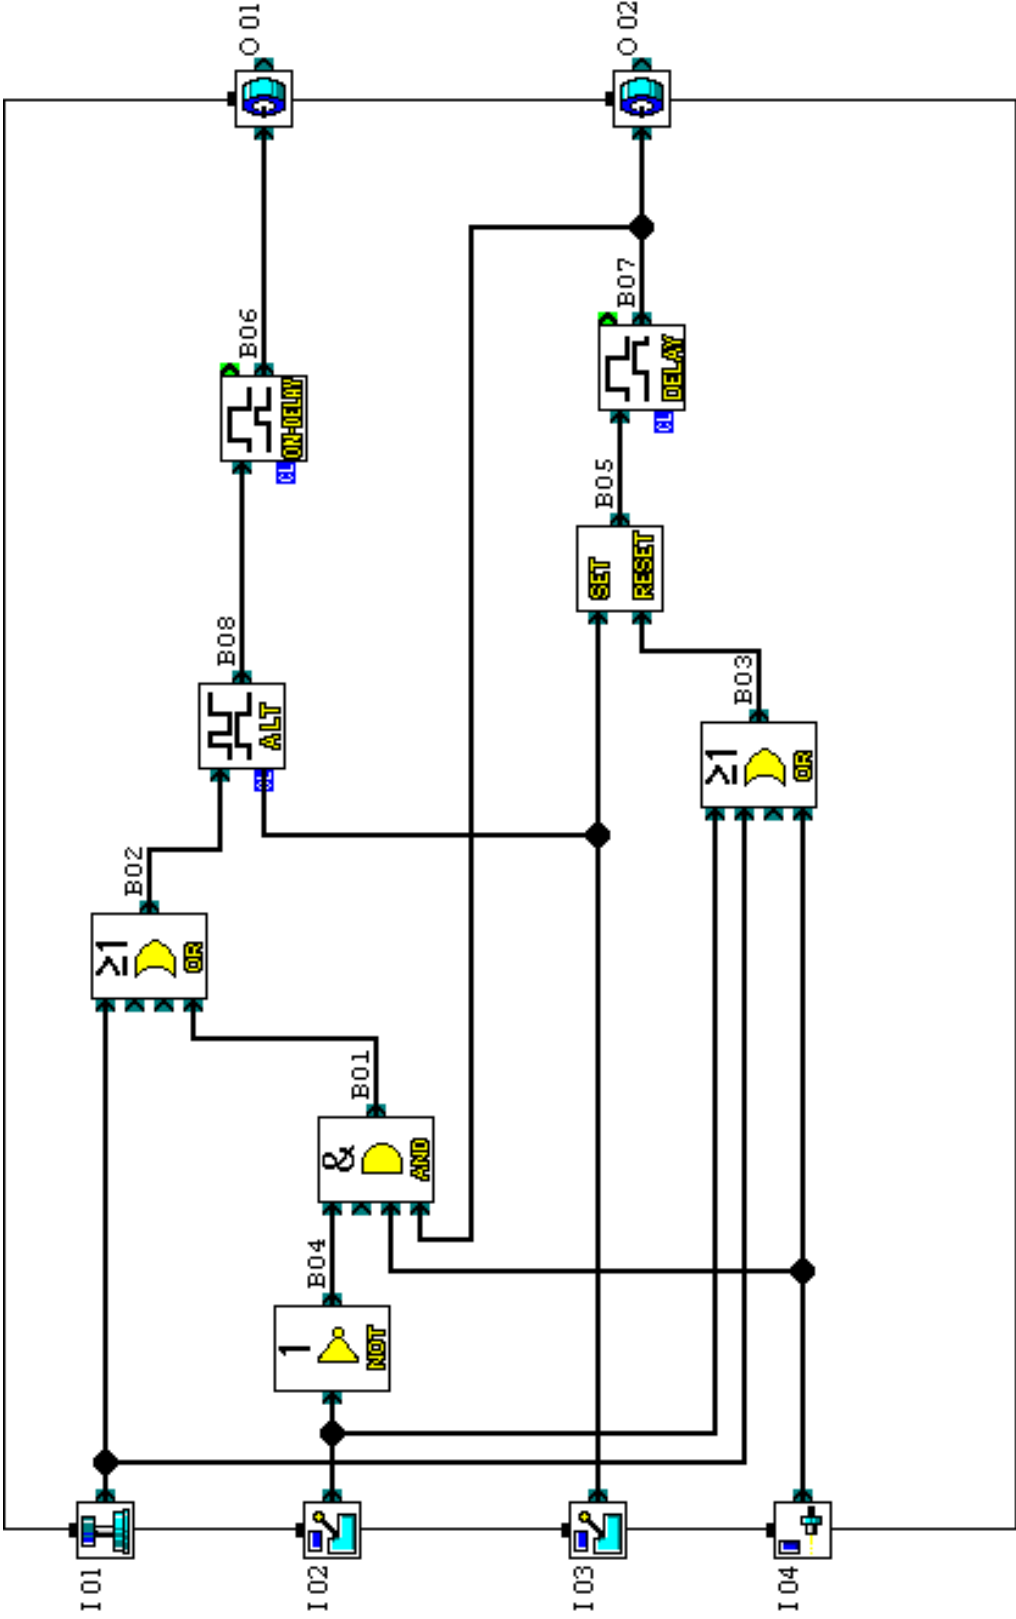 I 01
I 02
I 03
I 04
1
NOT
B04
&
AND
B01
≥1
OR
B02
ALT
B08
CL
ON-DELAY
B06
O 01
≥1
OR
B03
SET
RESET
B05
CL
DELAY
B07
O 02